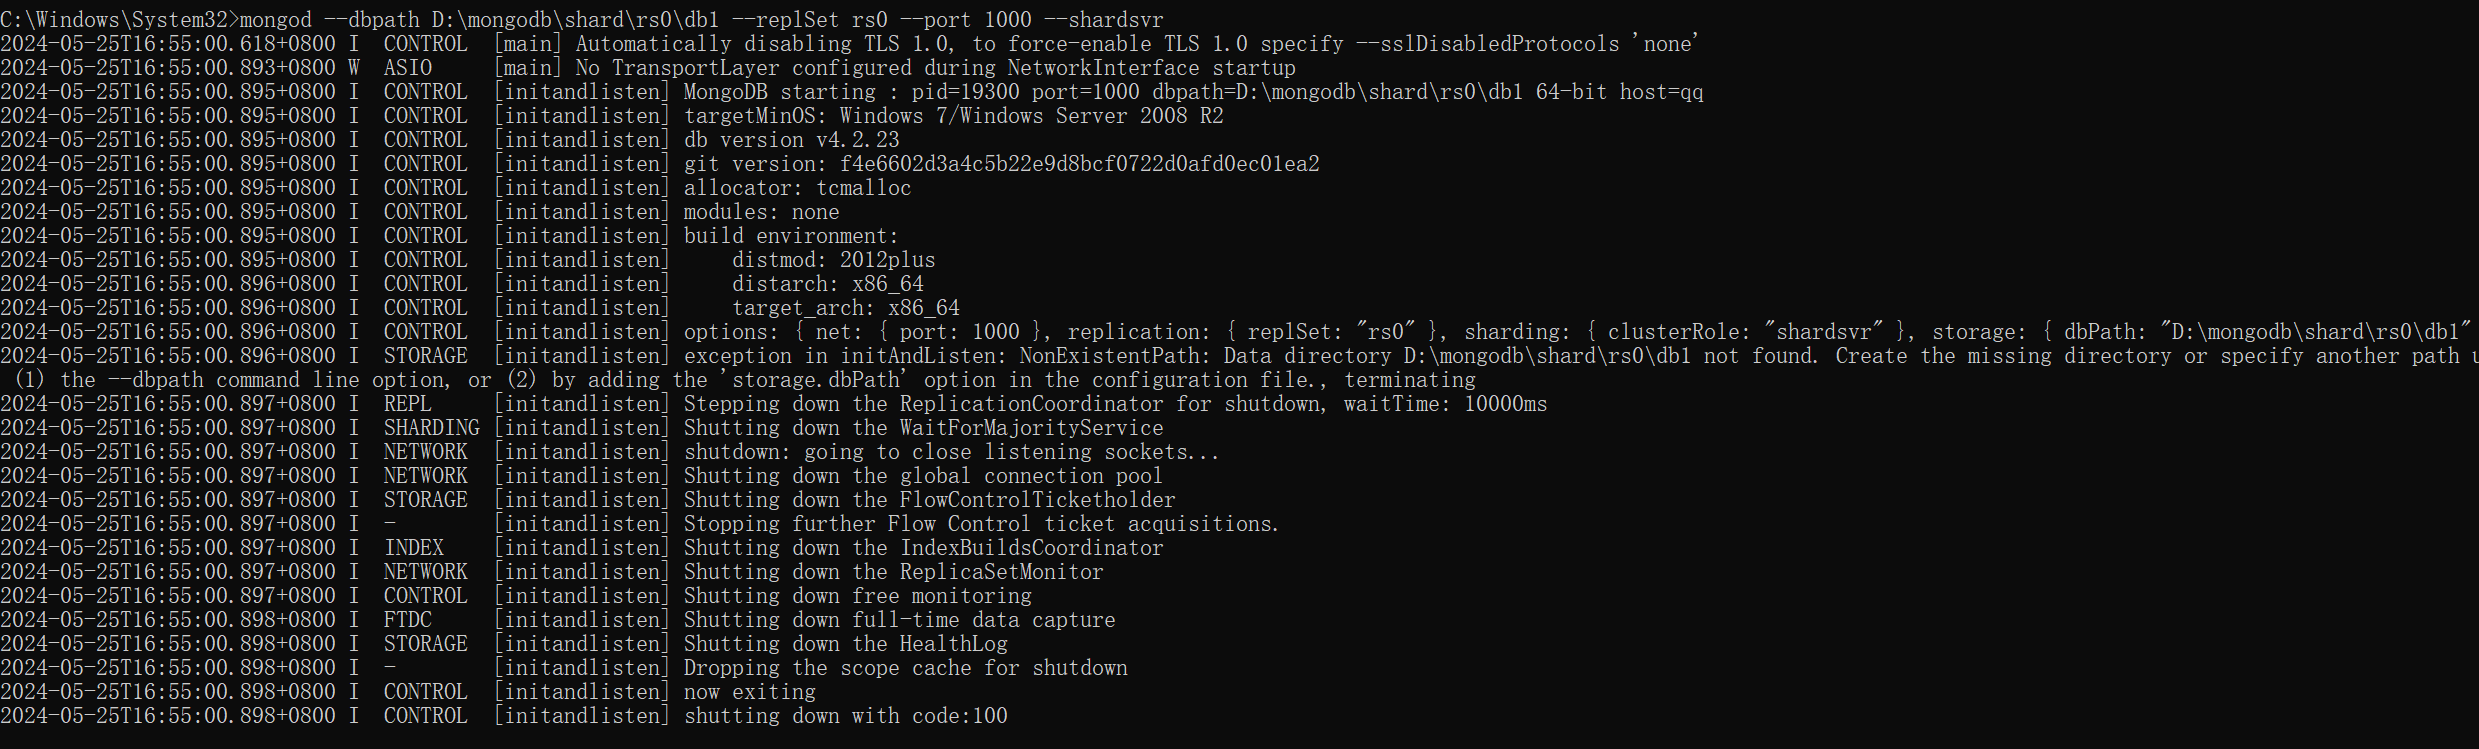 C:\Windows\System32>mongod --dbpath D:\mongodb\shard\rs0\db1 --replSet rs0 --port 1000 --shardsvr
2024-05-25T16:55:00.618+0800 I  CONTROL  [main] Automatically disabling TLS 1.0, to force-enable TLS 1.0 specify --sslDisabledProtocols 'none'
2024-05-25T16:55:00.893+0800 W  ASIO     [main] No TransportLayer configured during NetworkInterface startup
2024-05-25T16:55:00.895+0800 I  CONTROL  [initandlisten] MongoDB starting : pid=19300 port=1000 dbpath=D:\mongodb\shard\rs0\db1 64-bit host=qq
2024-05-25T16:55:00.895+0800 I  CONTROL  [initandlisten] targetMinOS: Windows 7/Windows Server 2008 R2
2024-05-25T16:55:00.895+0800 I  CONTROL  [initandlisten] db version v4.2.23
2024-05-25T16:55:00.895+0800 I  CONTROL  [initandlisten] git version: f4e6602d3a4c5b22e9d8bcf0722d0afd0ec01ea2
2024-05-25T16:55:00.895+0800 I  CONTROL  [initandlisten] allocator: tcmalloc
2024-05-25T16:55:00.895+0800 I  CONTROL  [initandlisten] modules: none
2024-05-25T16:55:00.895+0800 I  CONTROL  [initandlisten] build environment:
2024-05-25T16:55:00.895+0800 I  CONTROL  [initandlisten]     distmod: 2012plus
2024-05-25T16:55:00.896+0800 I  CONTROL  [initandlisten]     distarch: x86_64
2024-05-25T16:55:00.896+0800 I  CONTROL  [initandlisten]     target_arch: x86_64
2024-05-25T16:55:00.896+0800 I  CONTROL  [initandlisten] options: { net: { port: 1000 }, replication: { replSet: "rs0" }, sharding: { clusterRole: "shardsvr" }, storage: { dbPath: "D:\mongodb\shard\rs0\db1"
2024-05-25T16:55:00.896+0800 I  STORAGE  [initandlisten] exception in initAndListen: NonExistentPath: Data directory D:\mongodb\shard\rs0\db1 not found. Create the missing directory or specify another path u
(1) the --dbpath command line option, or (2) by adding the 'storage.dbPath' option in the configuration file., terminating
2024-05-25T16:55:00.897+0800 I  REPL     [initandlisten] Stepping down the ReplicationCoordinator for shutdown, waitTime: 10000ms
2024-05-25T16:55:00.897+0800 I  SHARDING [initandlisten] Shutting down the WaitForMajorityService
2024-05-25T16:55:00.897+0800 I  NETWORK  [initandlisten] shutdown: going to close listening sockets...
2024-05-25T16:55:00.897+0800 I  NETWORK  [initandlisten] Shutting down the global connection pool
2024-05-25T16:55:00.897+0800 I  STORAGE  [initandlisten] Shutting down the FlowControlTicketholder
2024-05-25T16:55:00.897+0800 I  -        [initandlisten] Stopping further Flow Control ticket acquisitions.
2024-05-25T16:55:00.897+0800 I  INDEX    [initandlisten] Shutting down the IndexBuildsCoordinator
2024-05-25T16:55:00.897+0800 I  NETWORK  [initandlisten] Shutting down the ReplicaSetMonitor
2024-05-25T16:55:00.897+0800 I  CONTROL  [initandlisten] Shutting down free monitoring
2024-05-25T16:55:00.898+0800 I  FTDC     [initandlisten] Shutting down full-time data capture
2024-05-25T16:55:00.898+0800 I  STORAGE  [initandlisten] Shutting down the HealthLog
2024-05-25T16:55:00.898+0800 I  -        [initandlisten] Dropping the scope cache for shutdown
2024-05-25T16:55:00.898+0800 I  CONTROL  [initandlisten] now exiting
2024-05-25T16:55:00.898+0800 I  CONTROL  [initandlisten] shutting down with code:100